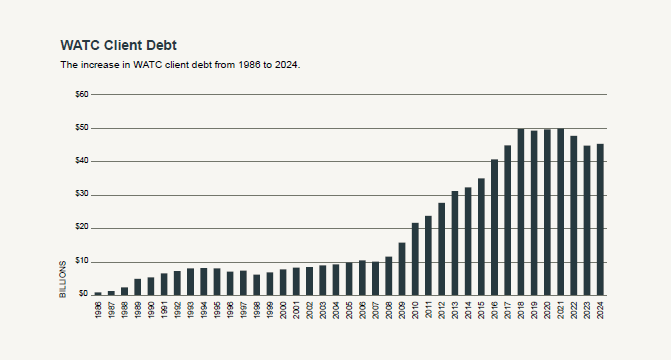 WATC Client Debt
The increase in WATC client debt from 1986 to 2024.
$60
$50
$40
$30
$20
$10
$0
BILLIONS
1986 1987 1988 1989 1990 1991 1992 1993 1994 1995 1996 1997 1998 1999 2000 2001 2002 2003 2004 2005 2006 2007 2008 2009 2010 2011 2012 2013 2014 2015 2016 2017 2018 2019 2020 2021 2022 2023 2024